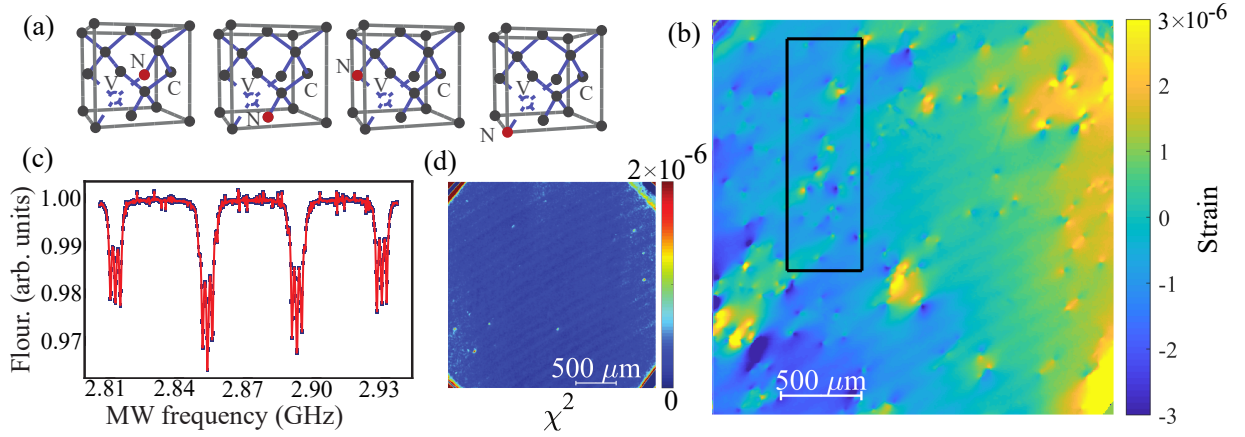 (a)
N
V
C
V
C
N
N
V
C
V
C
N
(b)
500 μm
3×10-6
2
1
0
-1
-2
-3
Strain
(c)
1.00
0.99
0.98
0.97
Flour. (arb. units)
2.81 2.84 2.87 2.90 2.93
MW frequency (GHz)
(d)
2×10-6
0
500 μm
χ2